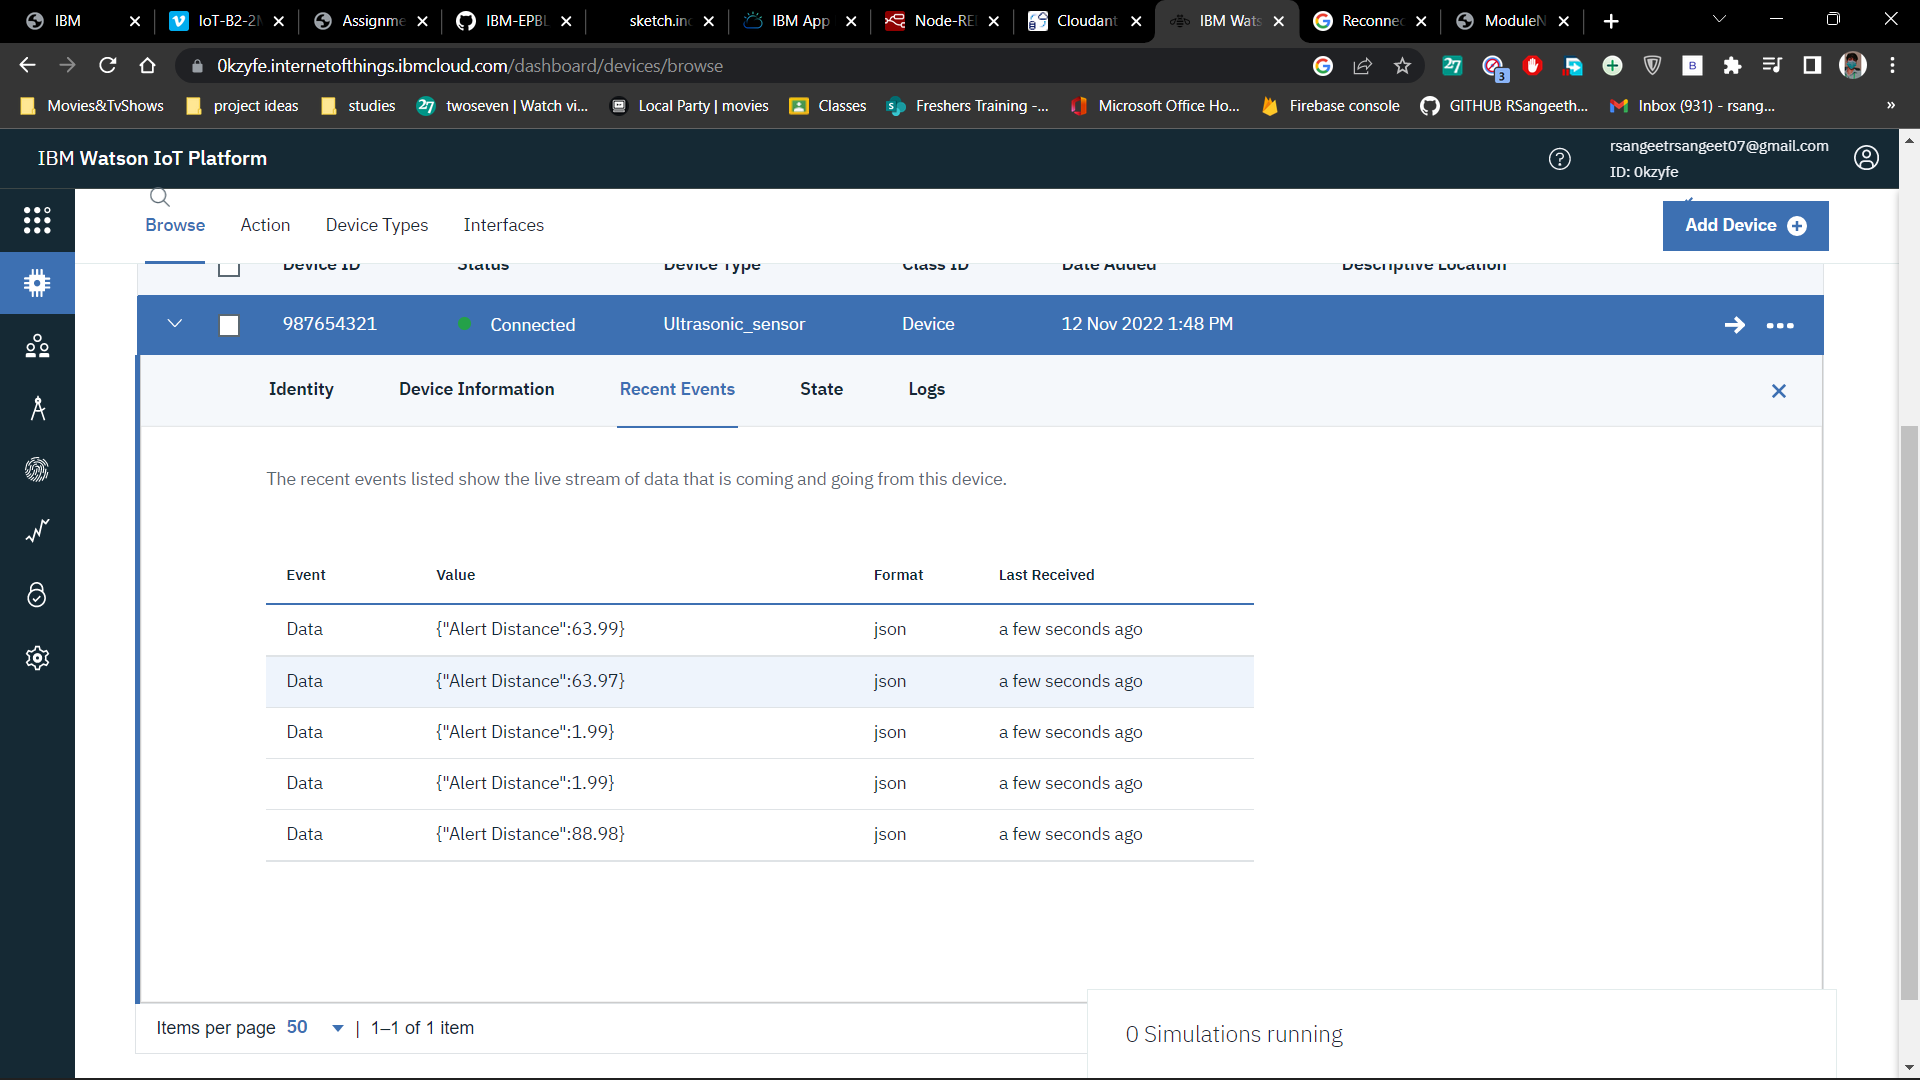 IBM
IoT-B2-2
Assignme
IBM-EPBL
sketch.in
IBM App
Node-RE
Cloudant
IBM Wats
Reconnec
ModuleN
0kzyfe.internetofthings.ibmcloud.com/dashboard/devices/browse
27
3
B
Movies&TvShows
project ideas
studies
27 twoseven | Watch vi...
Local Party | movies
Classes
Freshers Training -...
Microsoft Office Ho...
Firebase console
GITHUB RSangeeth...
Inbox (931) - rsang...
»
IBM Watson IoT Platform
rsangeetrsangeet07@gmail.com
ID: 0kzyfe
Browse
Action
Device Types
Interfaces
Add Device
Device ID
Status
Device Type
Class ID
Date Added
Descriptive Location
987654321
Connected
Ultrasonic_sensor
Device
12 Nov 2022 1:48 PM
Identity
Device Information
Recent Events
State
Logs
The recent events listed show the live stream of data that is coming and going from this device.
Event Value Format Last Received
Data {"Alert Distance":63.99} json a few seconds ago
Data {"Alert Distance":63.97} json a few seconds ago
Data {"Alert Distance":1.99} json a few seconds ago
Data {"Alert Distance":1.99} json a few seconds ago
Data {"Alert Distance":88.98} json a few seconds ago
Items per page 50 | 1–1 of 1 item
0 Simulations running